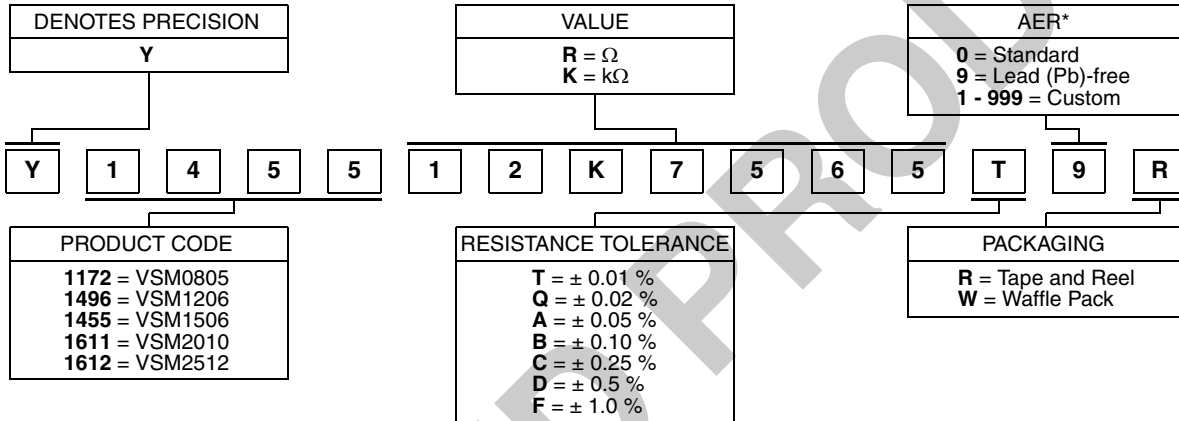 DENOTES PRECISION
Y
VALUE
R = Ω
K = kΩ
AER*
0 = Standard
9 = Lead (Pb)-free
1 - 999 = Custom
Y 1 4 5 5 1 2 K 7 5 6 5 T 9 R
PRODUCT CODE
1172 = VSM0805
1496 = VSM1206
1455 = VSM1506
1611 = VSM2010
1612 = VSM2512
RESISTANCE TOLERANCE
T = ± 0.01 %
Q = ± 0.02 %
A = ± 0.05 %
B = ± 0.10 %
C = ± 0.25 %
D = ± 0.5 %
F = ± 1.0 %
PACKAGING
R = Tape and Reel
W = Waffle Pack